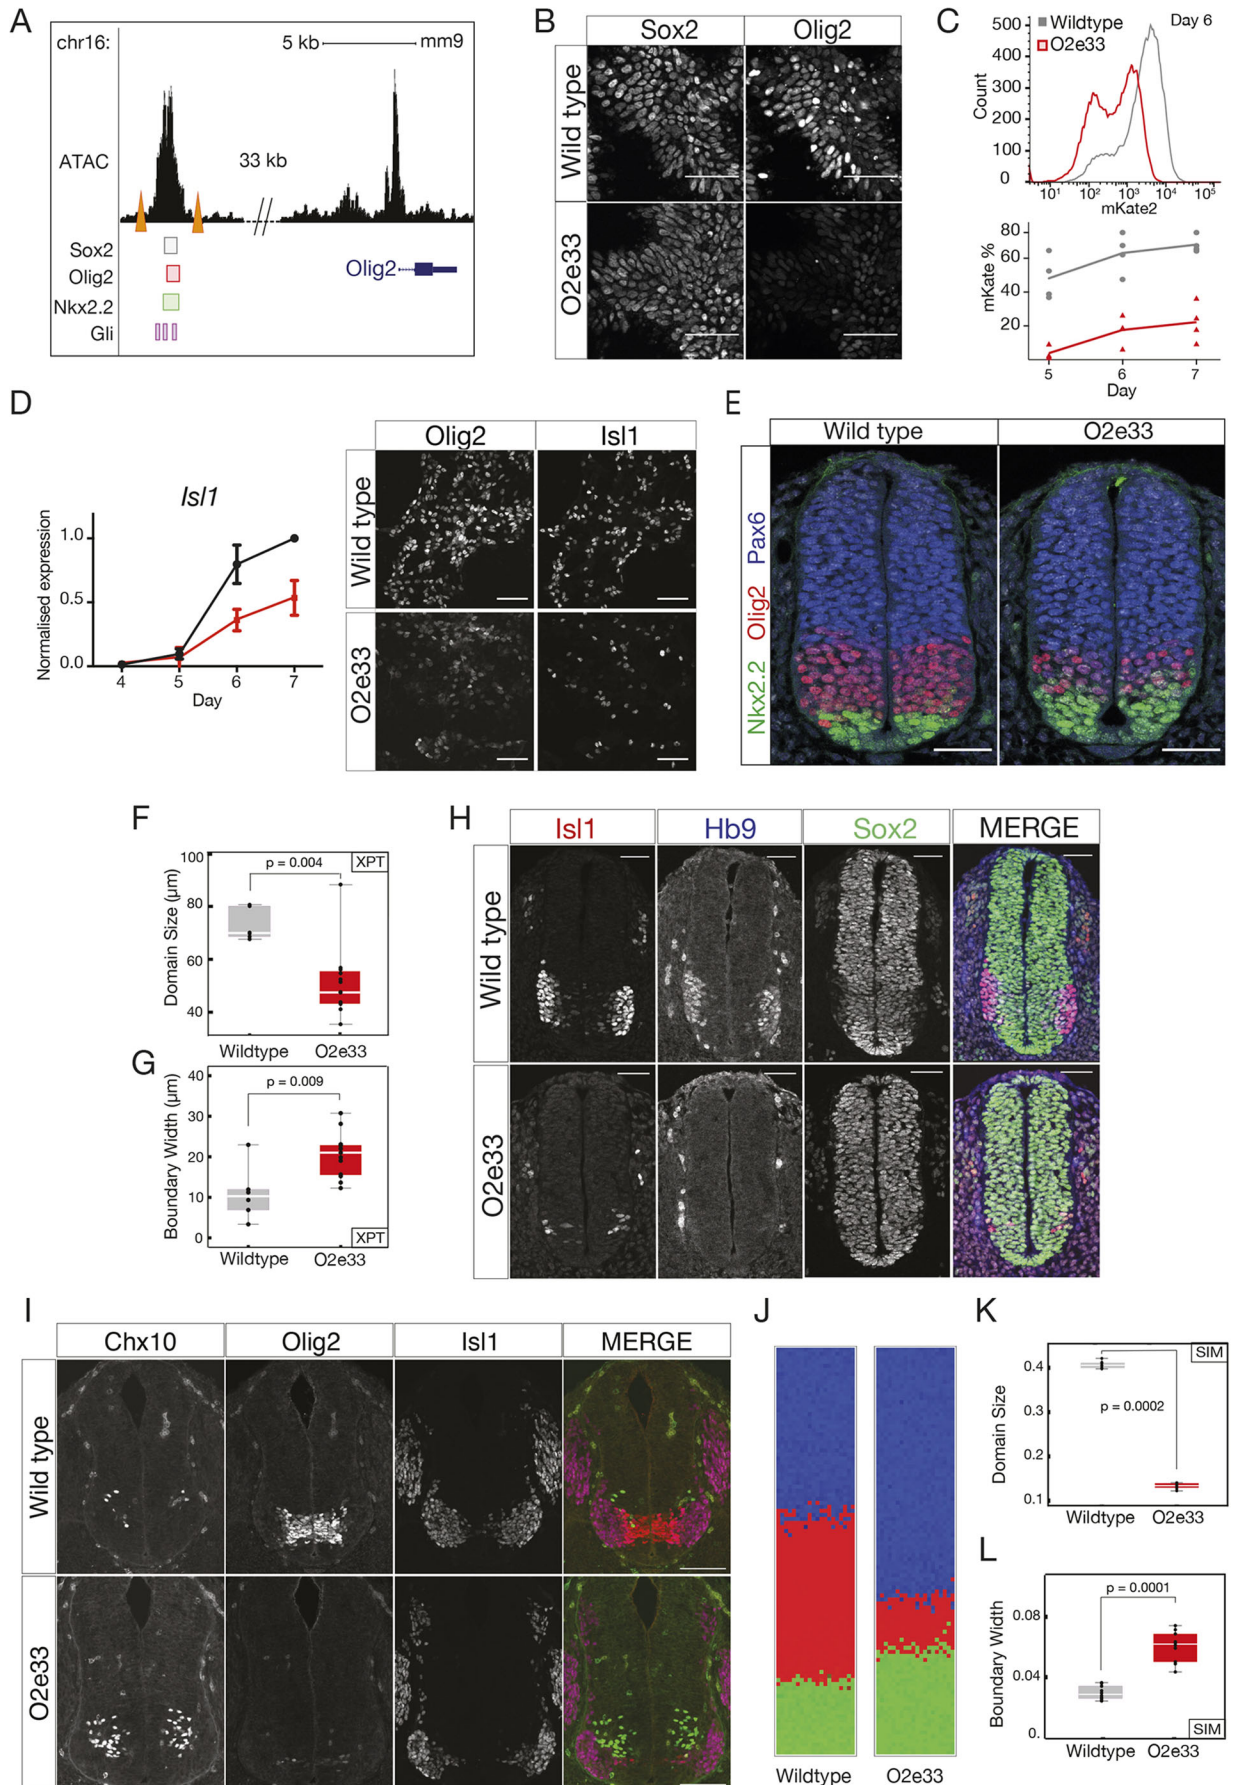 A
chr16:
5 kb
mm9
ATAC
33 kb
Sox2
Olig2
Nkx2.2
Gli
Olig2
B
Sox2
Olig2
Wild type
O2e33
C
Wildtype
O2e33
Day 6
Count
500
400
300
200
100
0
10¹
10²
10³
10⁴
10⁵
mKate2
mKate %
80
60
40
20
5
6
7
Day
D
Isl1
Normalised expression
1.0
0.5
0.0
4
5
6
7
Day
Olig2
Isl1
Wild type
O2e33
E
Wild type
O2e33
Nkx2.2 Olig2 Pax6
F
Domain Size (µm)
100
80
60
40
p = 0.004
XPT
Wildtype
O2e33
G
Boundary Width (µm)
40
30
20
10
0
p = 0.009
XPT
Wildtype
O2e33
H
Isl1
Hb9
Sox2
MERGE
Wild type
O2e33
I
Chx10
Olig2
Isl1
MERGE
Wild type
O2e33
J
Wildtype
O2e33
K
Domain Size
0.4
0.3
0.2
0.1
p = 0.0002
SIM
Wildtype
O2e33
L
Boundary Width
0.08
0.04
0.
p = 0.0001
SIM
Wildtype
O2e33